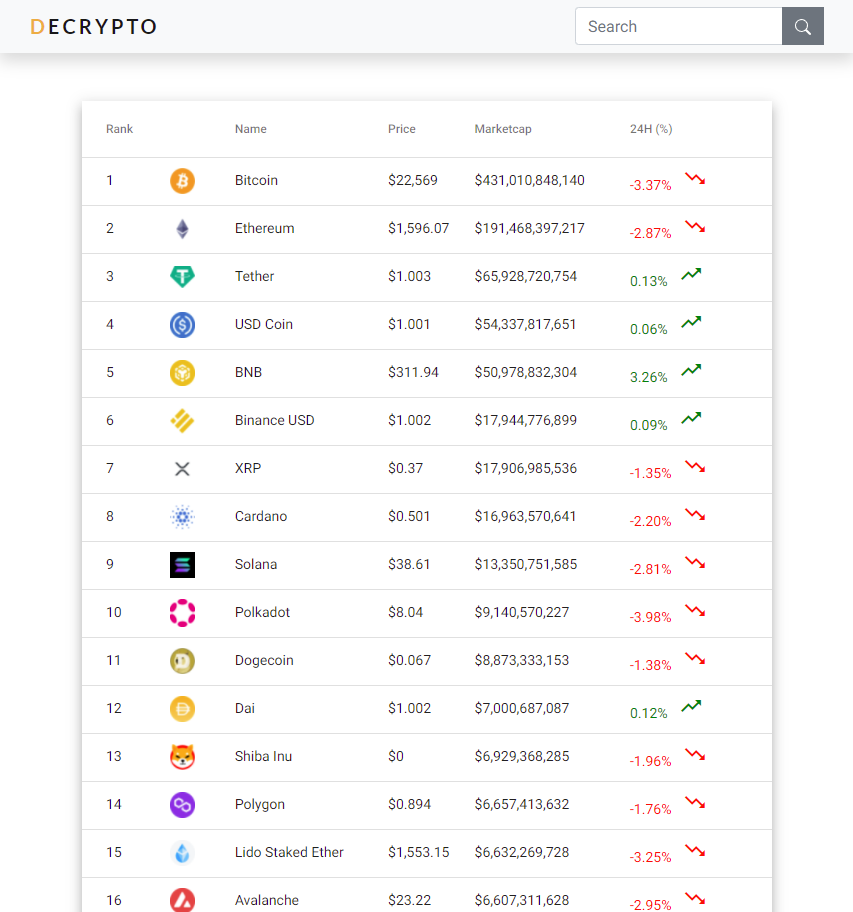 DECRYPTO
Search
Rank Name Price Marketcap 24H (%)
1 Bitcoin $22,569 $431,010,848,140 -3.37%
2 Ethereum $1,596.07 $191,468,397,217 -2.87%
3 Tether $1.003 $65,928,720,754 0.13%
4 USD Coin $1.001 $54,337,817,651 0.06%
5 BNB $311.94 $50,978,832,304 3.26%
6 Binance USD $1.002 $17,944,776,899 0.09%
7 XRP $0.37 $17,906,985,536 -1.35%
8 Cardano $0.501 $16,963,570,641 -2.20%
9 Solana $38.61 $13,350,751,585 -2.81%
10 Polkadot $8.04 $9,140,570,227 -3.98%
11 Dogecoin $0.067 $8,873,333,153 -1.38%
12 Dai $1.002 $7,000,687,087 0.12%
13 Shiba Inu $0 $6,929,368,285 -1.96%
14 Polygon $0.894 $6,657,413,632 -1.76%
15 Lido Staked Ether $1,553.15 $6,632,269,728 -3.25%
16 Avalanche $23.22 $6,607,311,628 -2.95%